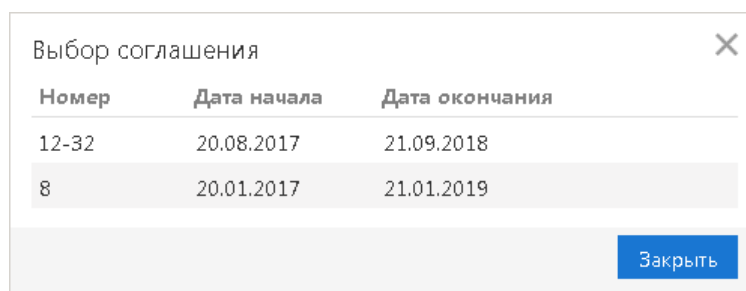 Выбор соглашения
Номер Дата начала Дата окончания
12-32 20.08.2017 21.09.2018
8 20.01.2017 21.01.2019
Закрыть